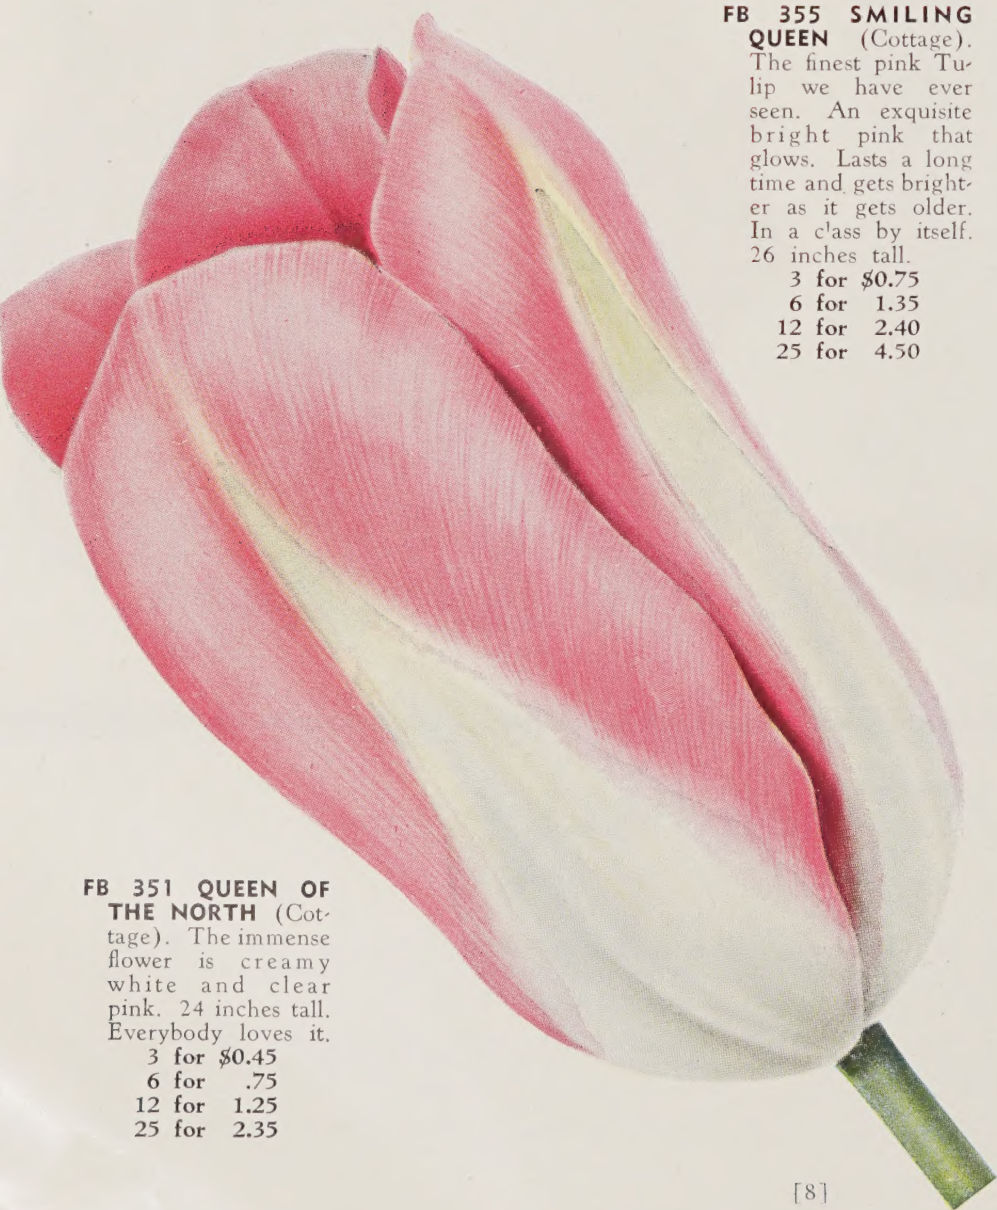 FB 355 SMILING
QUEEN (Cottage).
The finest pink Tu-
lip we have ever
seen. An exquisite
bright pink that
glows. Lasts a long
time and gets bright-
er as it gets older.
In a class by itself.
26 inches tall.
3 for $0.75
6 for 1.35
12 for 2.40
25 for 4.50
FB 351 QUEEN OF
THE NORTH (Cot-
tage). The immense
flower is creamy
white and clear
pink. 24 inches tall.
Everybody loves it.
3 for $0.45
6 for .75
12 for 1.25
25 for 2.35
[8]